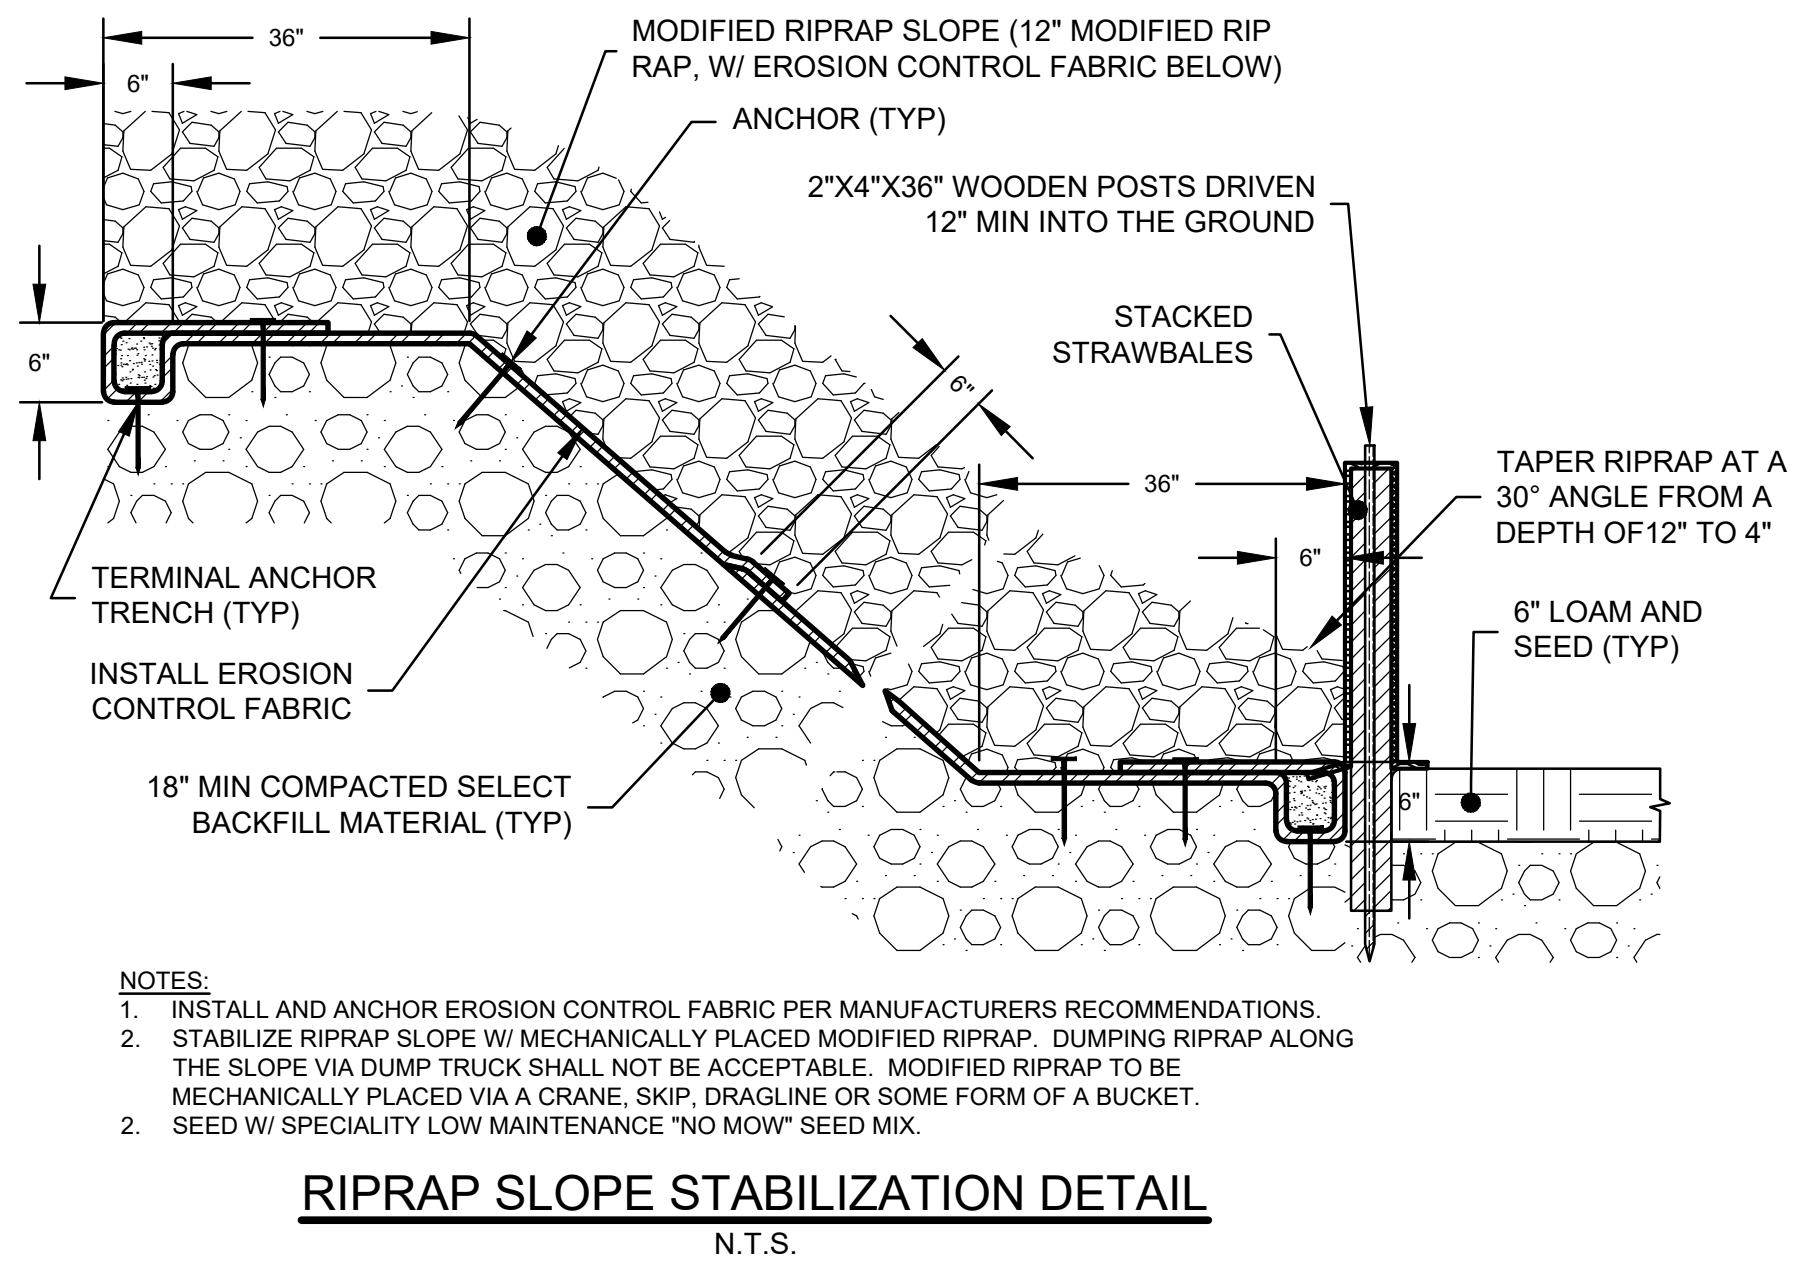 36"
6"
MODIFIED RIPRAP SLOPE (12" MODIFIED RIP
RAP, W/ EROSION CONTROL FABRIC BELOW)
ANCHOR (TYP)
2"X4"X36" WOODEN POSTS DRIVEN
12" MIN INTO THE GROUND
STACKED
STRAWBALES
6"
6"
36"
6"
TAPER RIPRAP AT A
30° ANGLE FROM A
DEPTH OF12" TO 4"
TERMINAL ANCHOR
TRENCH (TYP)
6" LOAM AND
SEED (TYP)
INSTALL EROSION
CONTROL FABRIC
18" MIN COMPACTED SELECT
BACKFILL MATERIAL (TYP)
6"
NOTES:
1. INSTALL AND ANCHOR EROSION CONTROL FABRIC PER MANUFACTURERS RECOMMENDATIONS.
2. STABILIZE RIPRAP SLOPE W/ MECHANICALLY PLACED MODIFIED RIPRAP. DUMPING RIPRAP ALONG
THE SLOPE VIA DUMP TRUCK SHALL NOT BE ACCEPTABLE. MODIFIED RIPRAP TO BE
MECHANICALLY PLACED VIA A CRANE, SKIP, DRAGLINE OR SOME FORM OF A BUCKET.
2. SEED W/ SPECIALITY LOW MAINTENANCE "NO MOW" SEED MIX.
RIPRAP SLOPE STABILIZATION DETAIL
N.T.S.